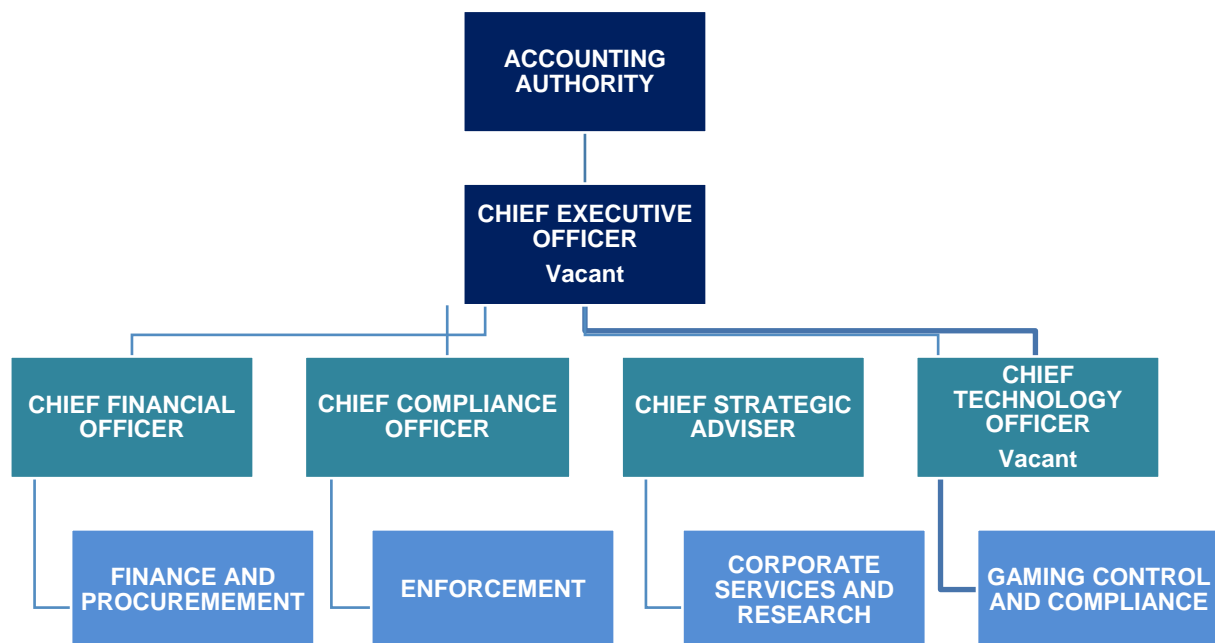 ACCOUNTING
AUTHORITY
CHIEF EXECUTIVE
OFFICER
Vacant
CHIEF FINANCIAL
OFFICER
CHIEF COMPLIANCE
OFFICER
CHIEF STRATEGIC
ADVISER
CHIEF
TECHNOLOGY
OFFICER
Vacant
FINANCE AND
PROCUREMEMENT
ENFORCEMENT
CORPORATE
SERVICES AND
RESEARCH
GAMING CONTROL
AND COMPLIANCE